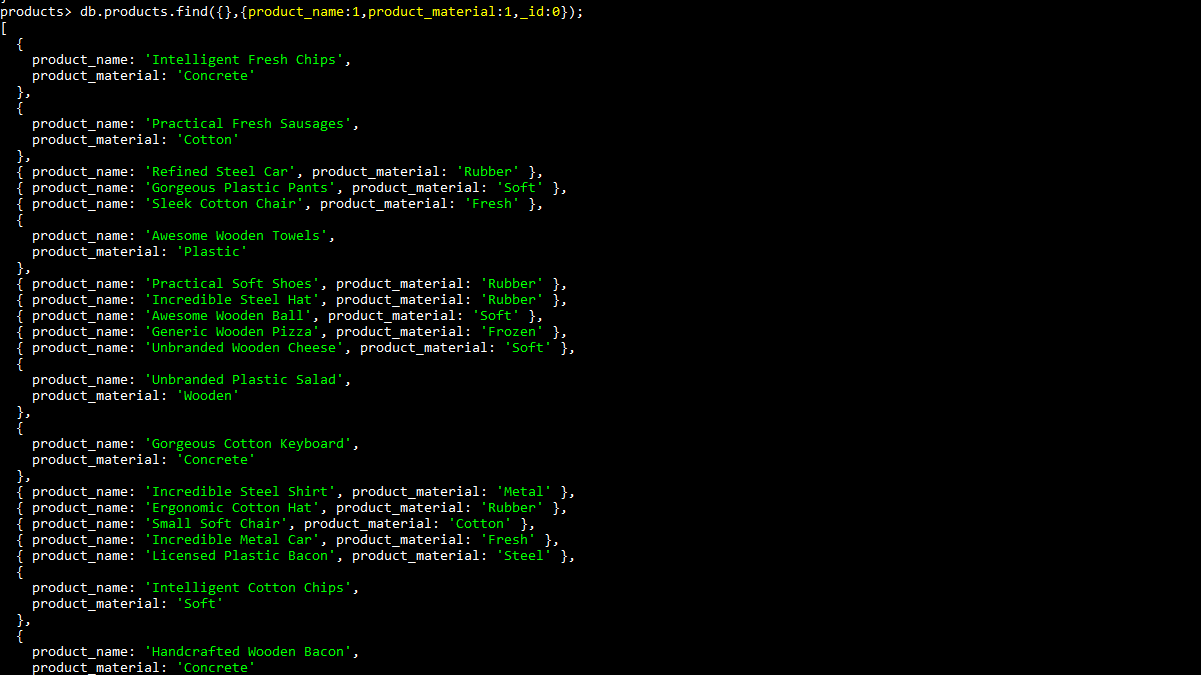 products> db.products.find({},{product_name:1,product_material:1,_id:0});
[
  {
    product_name: 'Intelligent Fresh Chips',
    product_material: 'Concrete'
  },
  {
    product_name: 'Practical Fresh Sausages',
    product_material: 'Cotton'
  },
  { product_name: 'Refined Steel Car', product_material: 'Rubber' },
  { product_name: 'Gorgeous Plastic Pants', product_material: 'Soft' },
  { product_name: 'Sleek Cotton Chair', product_material: 'Fresh' },
  {
    product_name: 'Awesome Wooden Towels',
    product_material: 'Plastic'
  },
  { product_name: 'Practical Soft Shoes', product_material: 'Rubber' },
  { product_name: 'Incredible Steel Hat', product_material: 'Rubber' },
  { product_name: 'Awesome Wooden Ball', product_material: 'Soft' },
  { product_name: 'Generic Wooden Pizza', product_material: 'Frozen' },
  { product_name: 'Unbranded Wooden Cheese', product_material: 'Soft' },
  {
    product_name: 'Unbranded Plastic Salad',
    product_material: 'Wooden'
  },
  {
    product_name: 'Gorgeous Cotton Keyboard',
    product_material: 'Concrete'
  },
  { product_name: 'Incredible Steel Shirt', product_material: 'Metal' },
  { product_name: 'Ergonomic Cotton Hat', product_material: 'Rubber' },
  { product_name: 'Small Soft Chair', product_material: 'Cotton' },
  { product_name: 'Incredible Metal Car', product_material: 'Fresh' },
  { product_name: 'Licensed Plastic Bacon', product_material: 'Steel' },
  {
    product_name: 'Intelligent Cotton Chips',
    product_material: 'Soft'
  },
  {
    product_name: 'Handcrafted Wooden Bacon',
    product_material: 'Concrete'